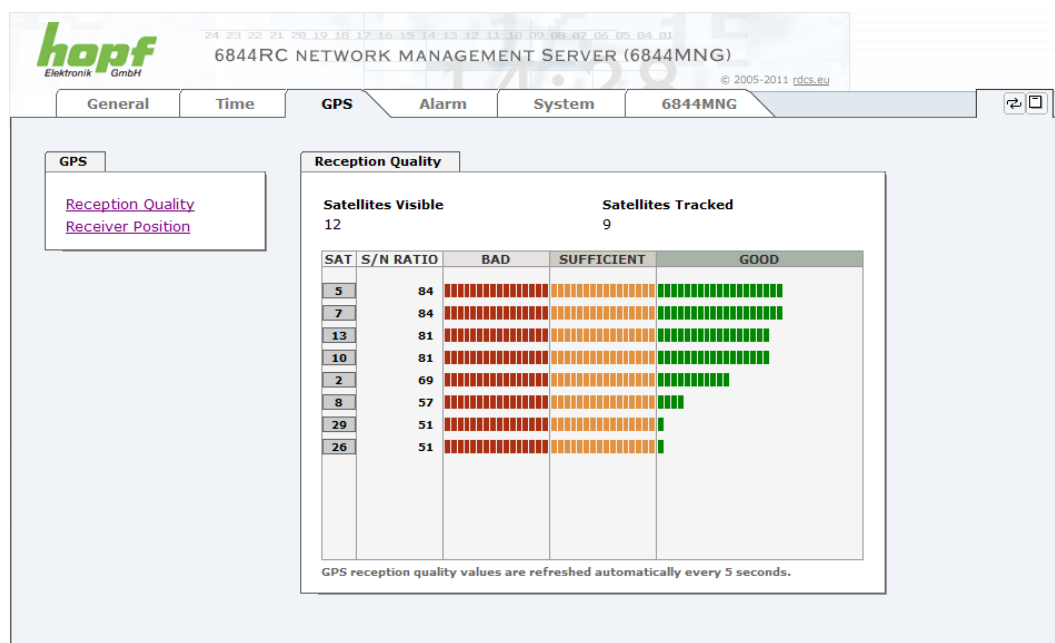 hopf
Elektronik GmbH
24 23 22 21 20 19 18 17 16 15 14 13 12 11 10 09 08 07 06 05 04 01
6844RC NETWORK MANAGEMENT SERVER (6844MNG)
14:28
© 2005-2011 rdcs.eu
General Time GPS Alarm System 6844MNG
GPS
Reception Quality
Receiver Position
Reception Quality
Satellites Visible Satellites Tracked
12 9
SAT S/N RATIO BAD SUFFICIENT GOOD
5 84
7 84
13 81
10 81
2 69
8 57
29 51
26 51
GPS reception quality values are refreshed automatically every 5 seconds.